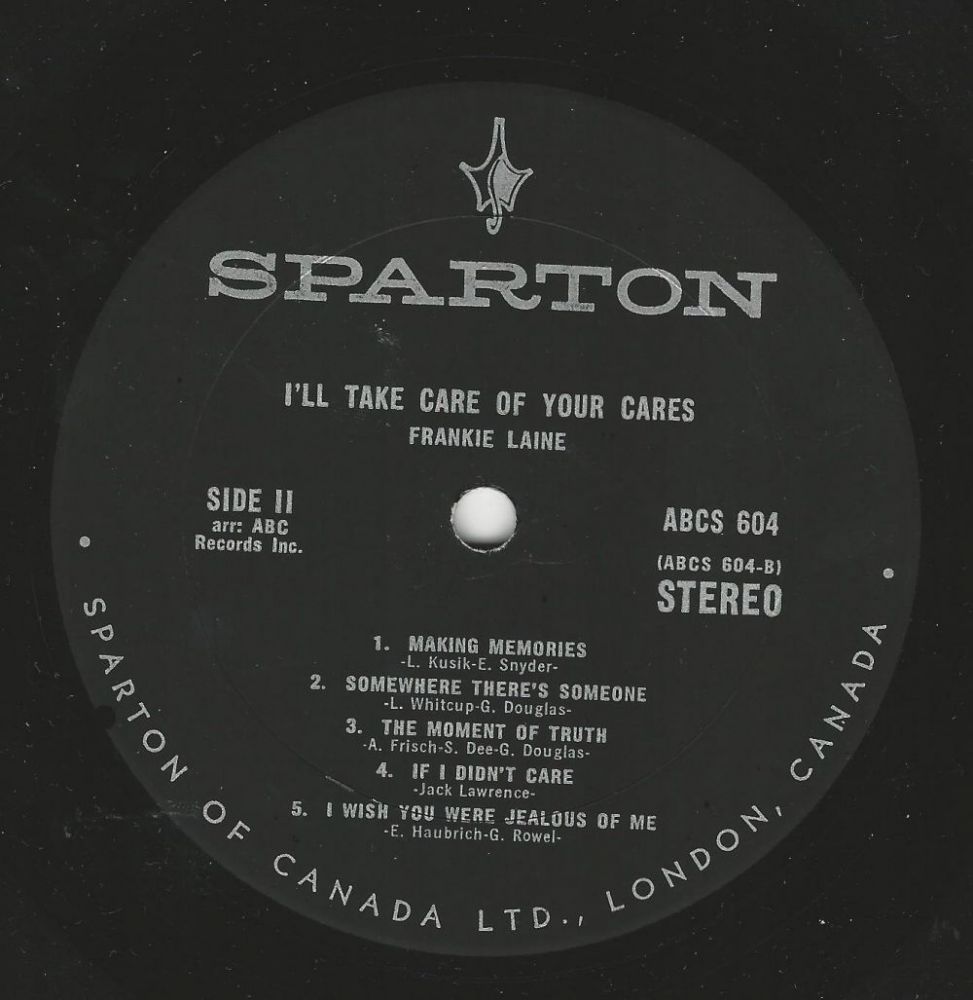 SPARTON
I'LL TAKE CARE OF YOUR CARES
FRANKIE LAINE
SIDE II
arr: ABC
Records Inc.
ABCS 604
(ABCS 604-B)
STEREO
1. MAKING MEMORIES
-L. Kusik-E. Snyder-
2. SOMEWHERE THERE'S SOMEONE
-L. Whitcup-G. Douglas-
3. THE MOMENT OF TRUTH
-A. Frisch-S. Dee-G. Douglas-
4. IF I DIDN'T CARE
-Jack Lawrence-
5. I WISH YOU WERE JEALOUS OF ME
-E. Haubrich-G. Rowel-
• SPARTON OF CANADA LTD., LONDON, CANADA •